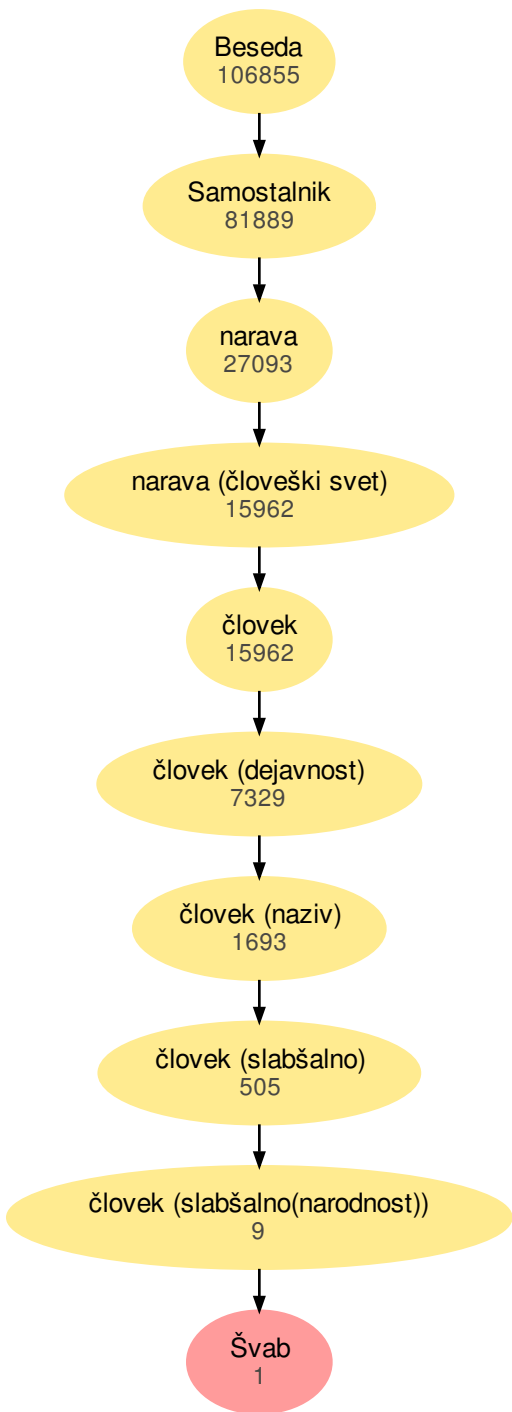 Beseda
106855
Samostalnik
81889
narava
27093
narava (človeški svet)
15962
človek
15962
človek (dejavnost)
7329
človek (naziv)
1693
človek (slabšalno)
505
človek (slabšalno(narodnost))
9
Švab
1